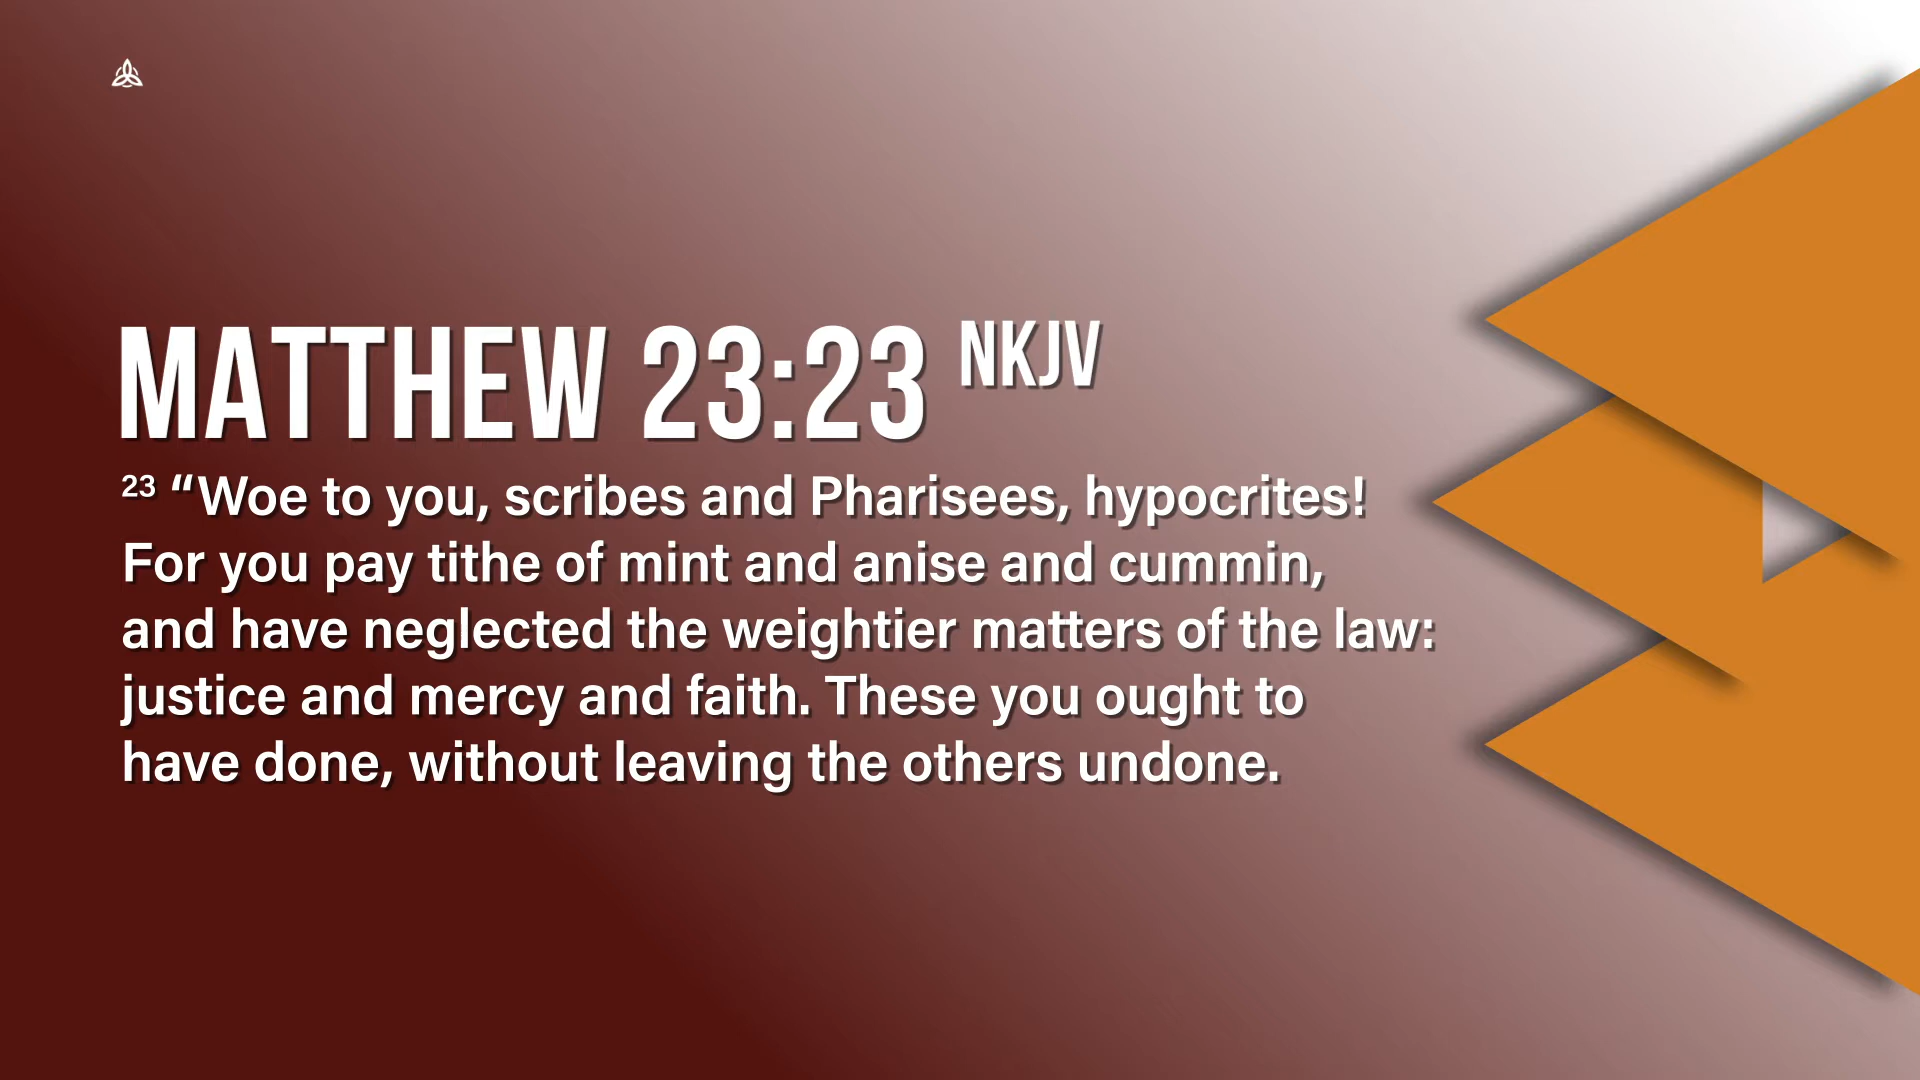 MATTHEW 23:23 NKJV
23 “Woe to you, scribes and Pharisees, hypocrites!
For you pay tithe of mint and anise and cummin,
and have neglected the weightier matters of the law:
justice and mercy and faith. These you ought to
have done, without leaving the others undone.